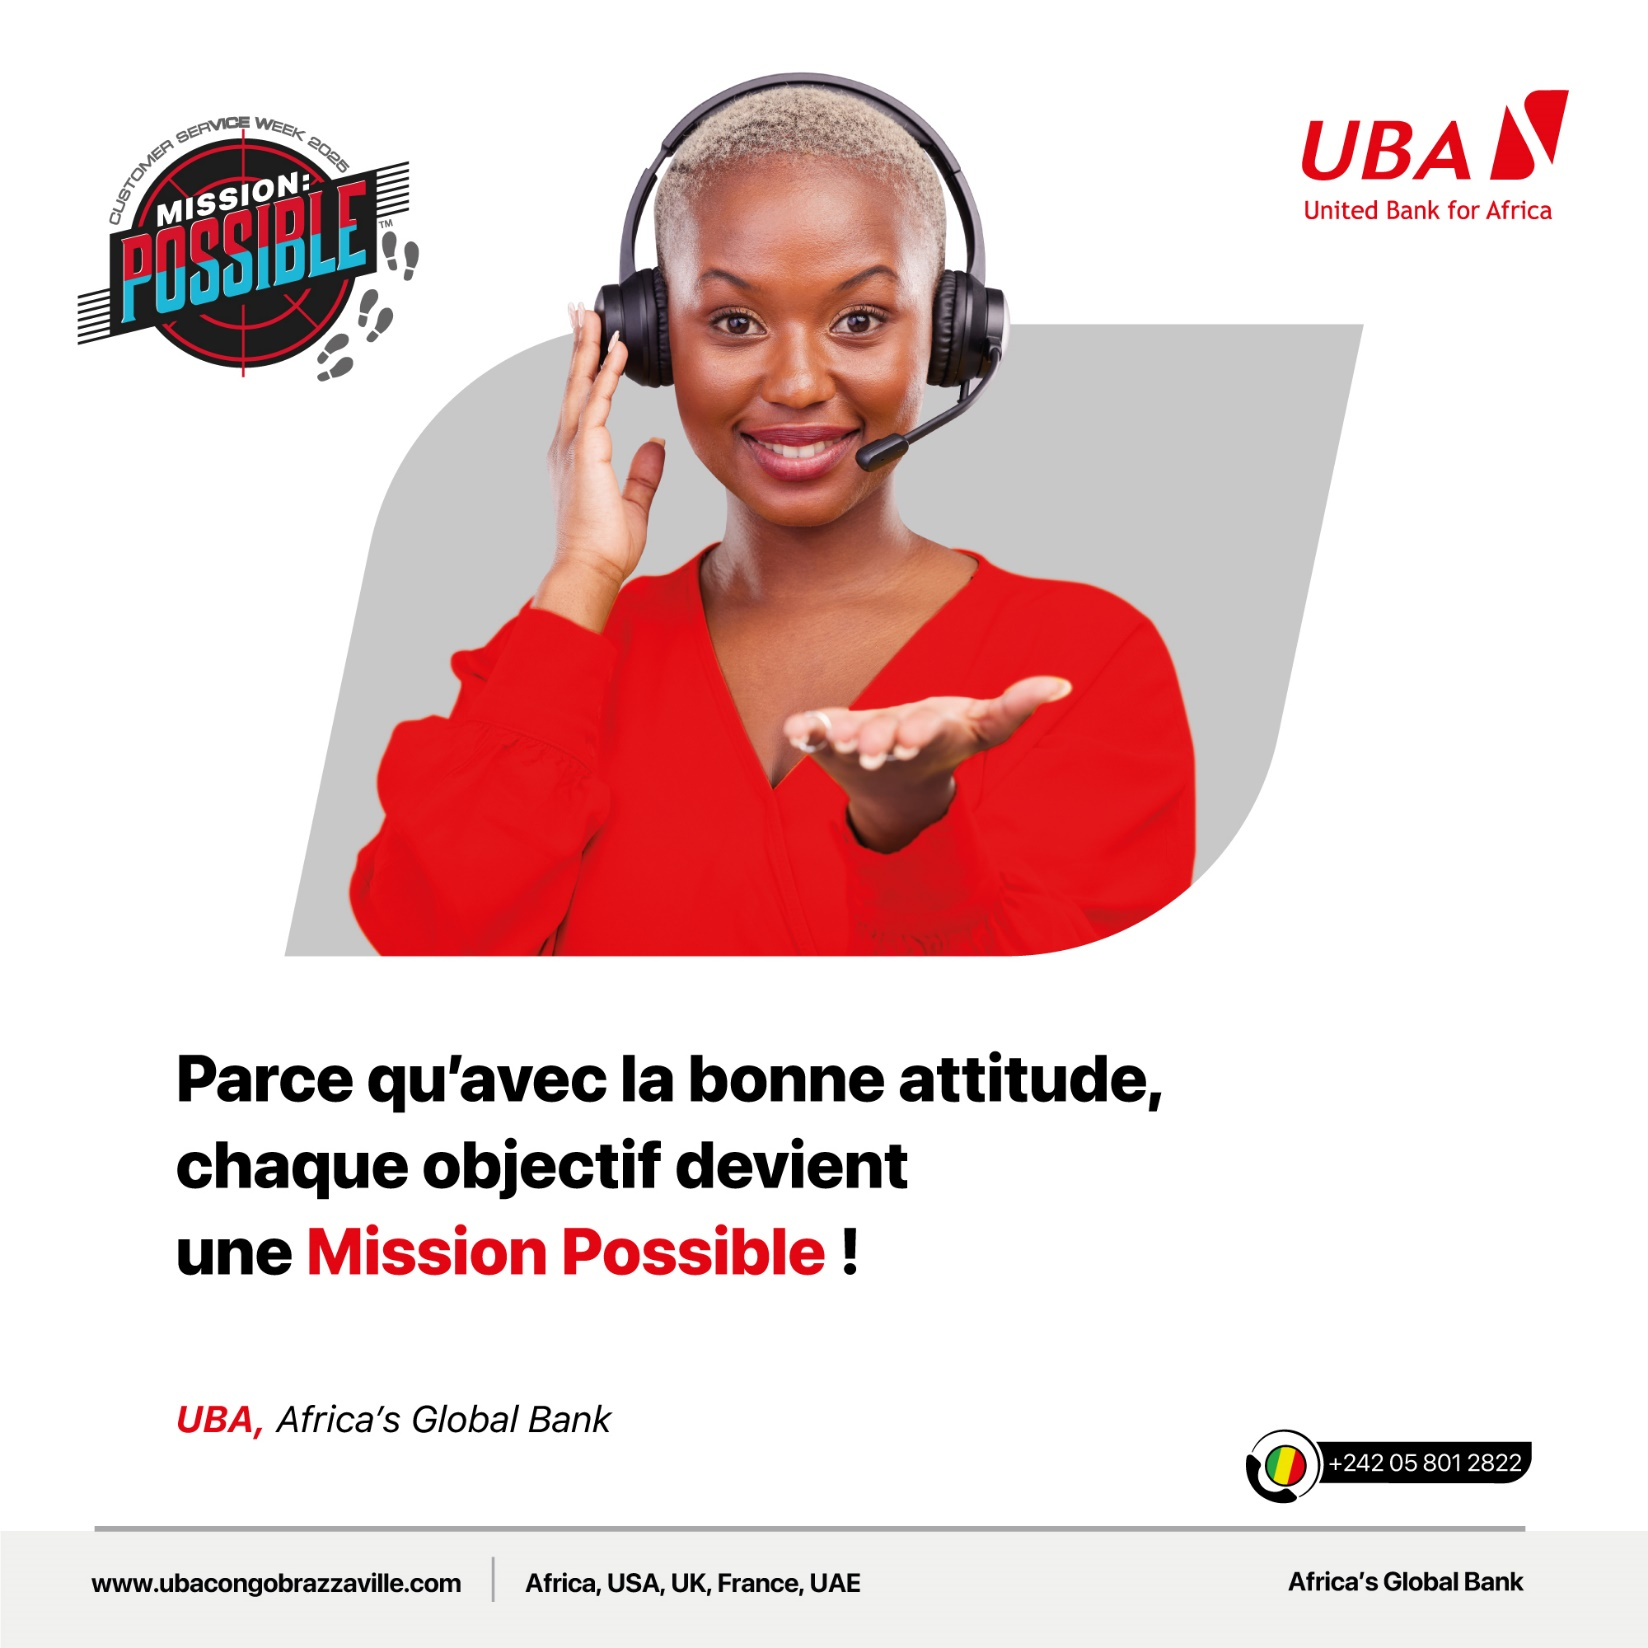 CUSTOMER SERVICE WEEK 2025
MISSION:
POSSIBLE
TM
UBA
United Bank for Africa
Parce qu’avec la bonne attitude,
chaque objectif devient
une Mission Possible !
UBA, Africa’s Global Bank
+242 05 801 2822
www.ubacongobrazzaville.com
Africa, USA, UK, France, UAE
Africa’s Global Bank